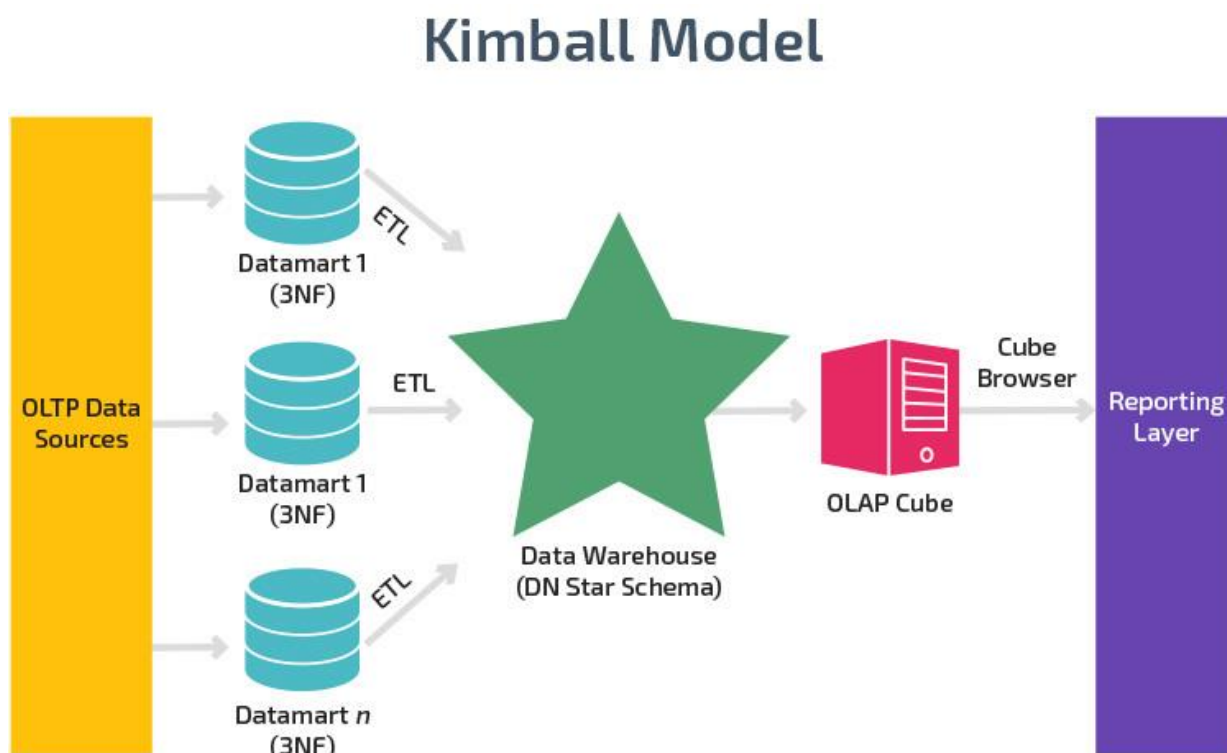 Kimball Model
OLTP Data
Sources
Datamart 1
(3NF)
ETL
Datamart 1
(3NF)
ETL
Datamart n
(3NF)
ETL
Data Warehouse
(DN Star Schema)
OLAP Cube
Cube
Browser
Reporting
Layer